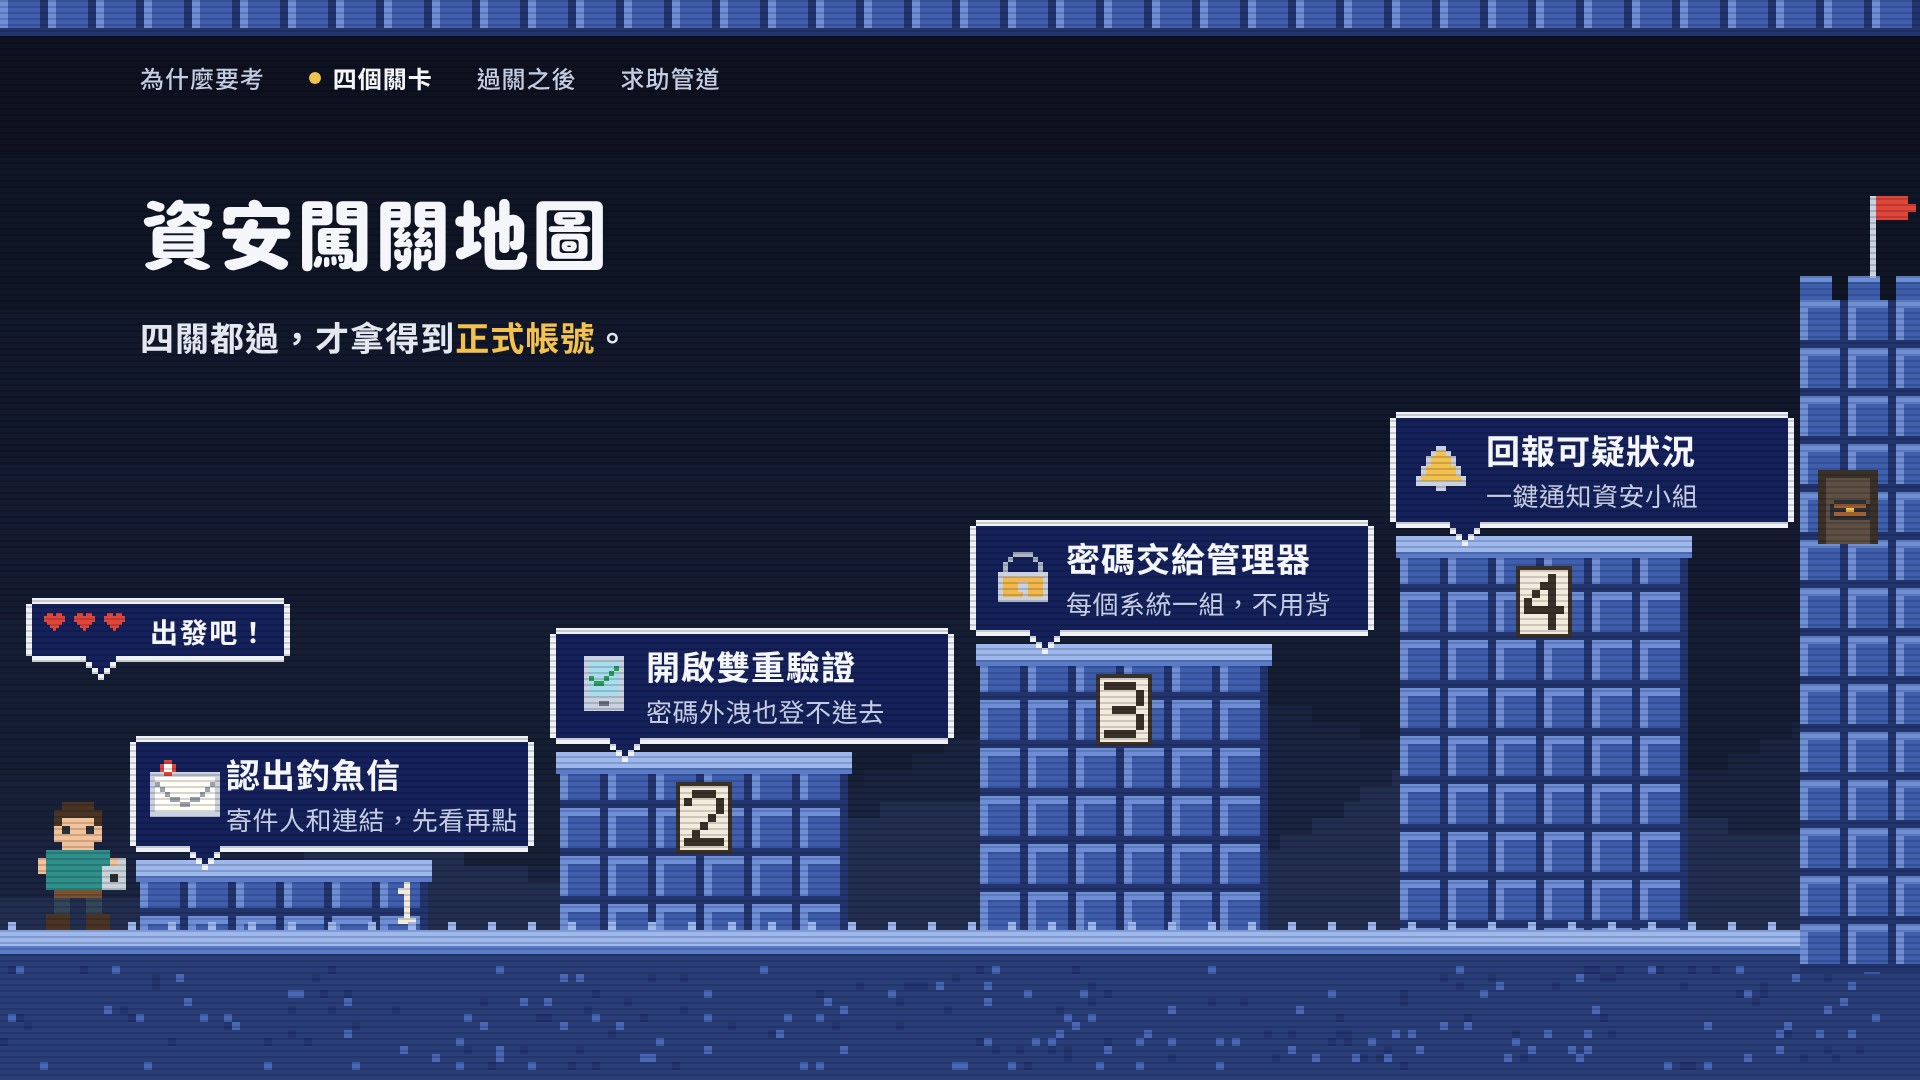 為什麼要考
四個關卡
過關之後
求助管道
資安闖關地圖
四關都過，才拿得到正式帳號。
出發吧！
認出釣魚信
寄件人和連結，先看再點
1
開啟雙重驗證
密碼外洩也登不進去
2
密碼交給管理器
每個系統一組，不用背
3
回報可疑狀況
一鍵通知資安小組
4